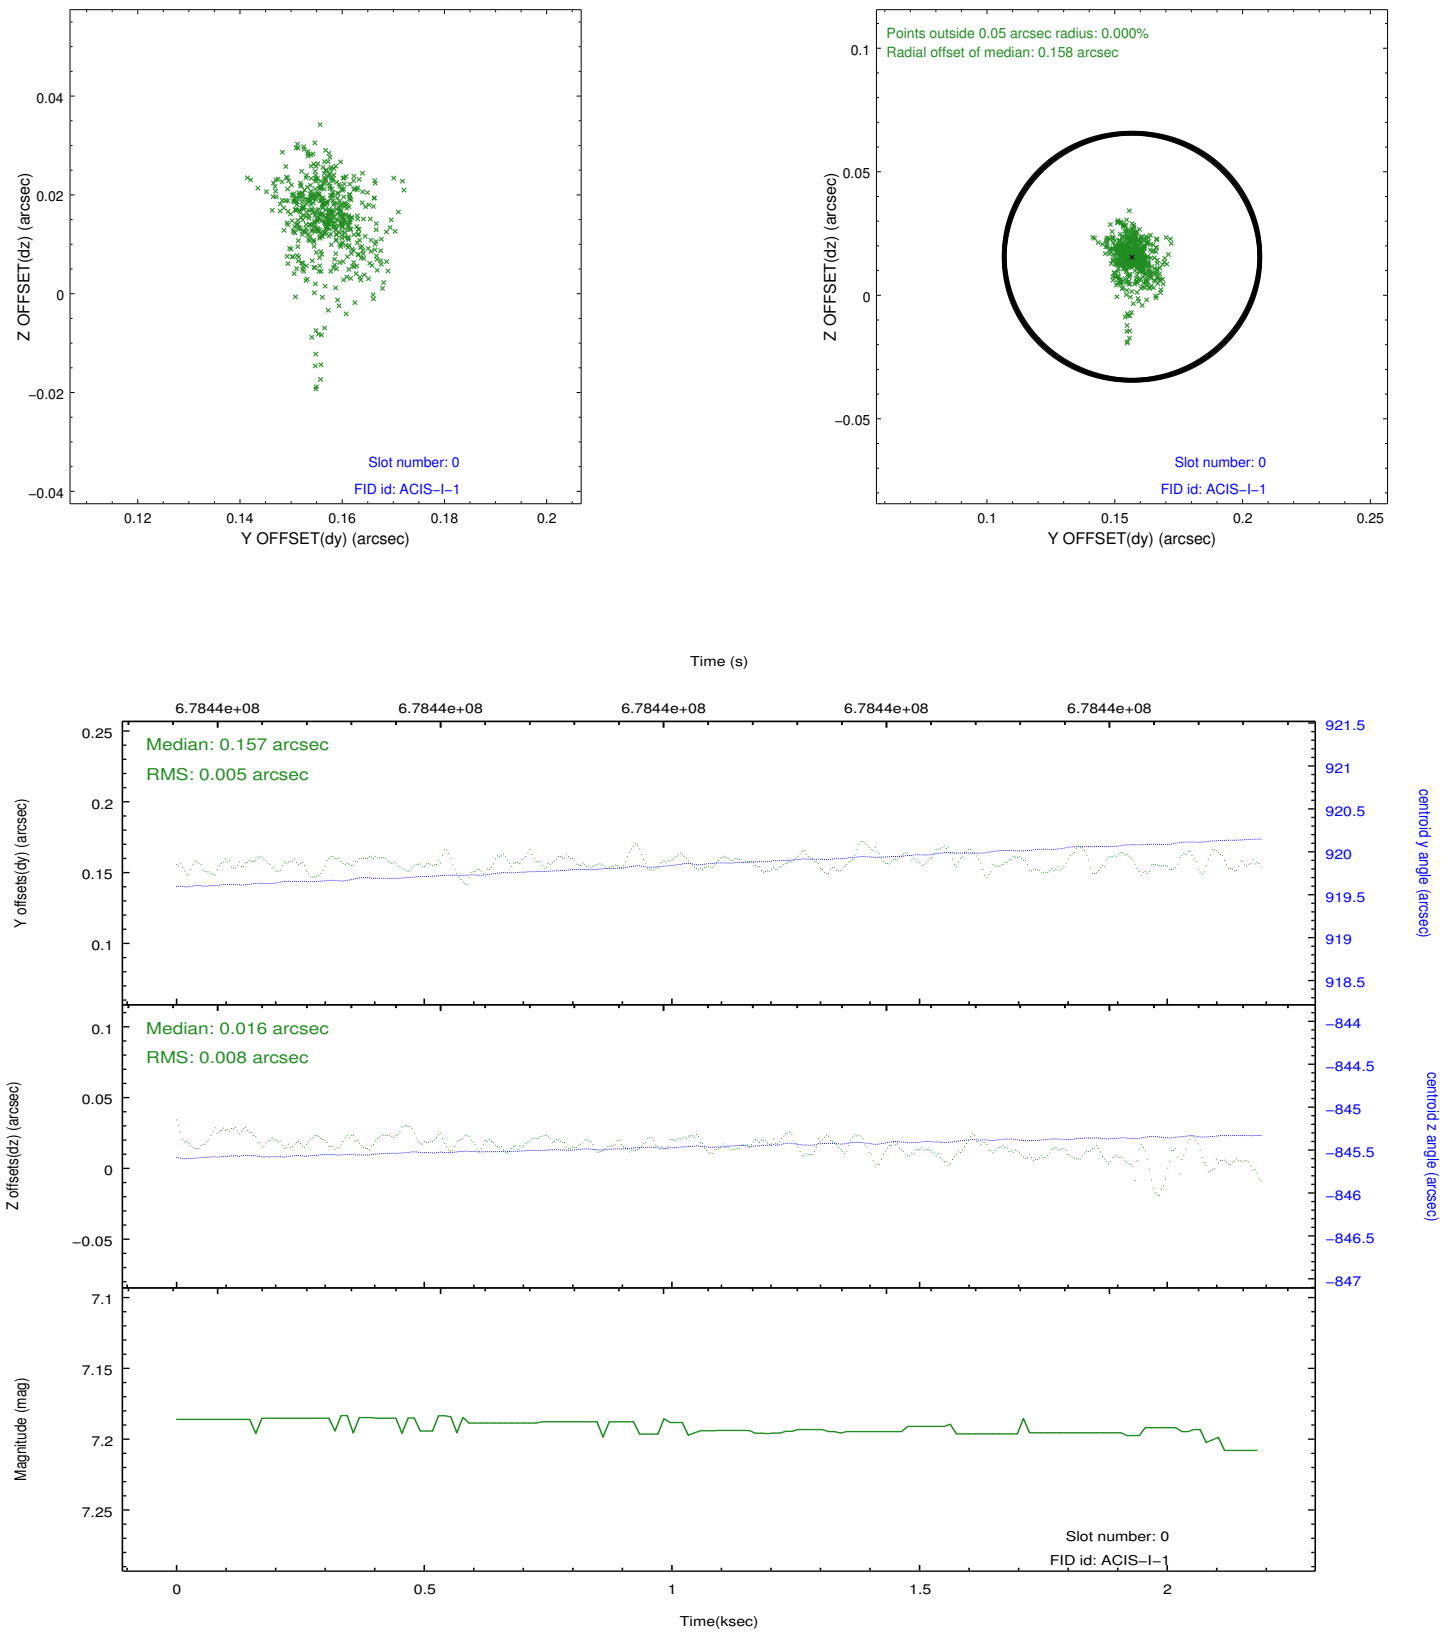 0.04
0.02
0
−0.02
−0.04
Z OFFSET(dz) (arcsec)
Slot number: 0
FID id: ACIS−I−1
0.12
0.14
0.16
0.18
0.2
Y OFFSET(dy) (arcsec)
Points outside 0.05 arcsec radius: 0.000%
Radial offset of median: 0.158 arcsec
0.1
0.05
0
−0.05
Z OFFSET(dz) (arcsec)
Slot number: 0
FID id: ACIS−I−1
0.1
0.15
0.2
0.25
Y OFFSET(dy) (arcsec)
Time (s)
6.7844e+08
6.7844e+08
6.7844e+08
6.7844e+08
6.7844e+08
Median: 0.157 arcsec
RMS: 0.005 arcsec
0.25
0.2
0.15
0.1
Y offsets(dy) (arcsec)
921.5
921
920.5
920
919.5
919
918.5
centroid y angle (arcsec)
Median: 0.016 arcsec
RMS: 0.008 arcsec
0.1
0.05
0
−0.05
Z offsets(dz) (arcsec)
−844
−844.5
−845
−845.5
−846
−846.5
−847
centroid z angle (arcsec)
7.1
7.15
7.2
7.25
Magnitude (mag)
Slot number: 0
FID id: ACIS−I−1
0
0.5
1
1.5
2
Time(ksec)